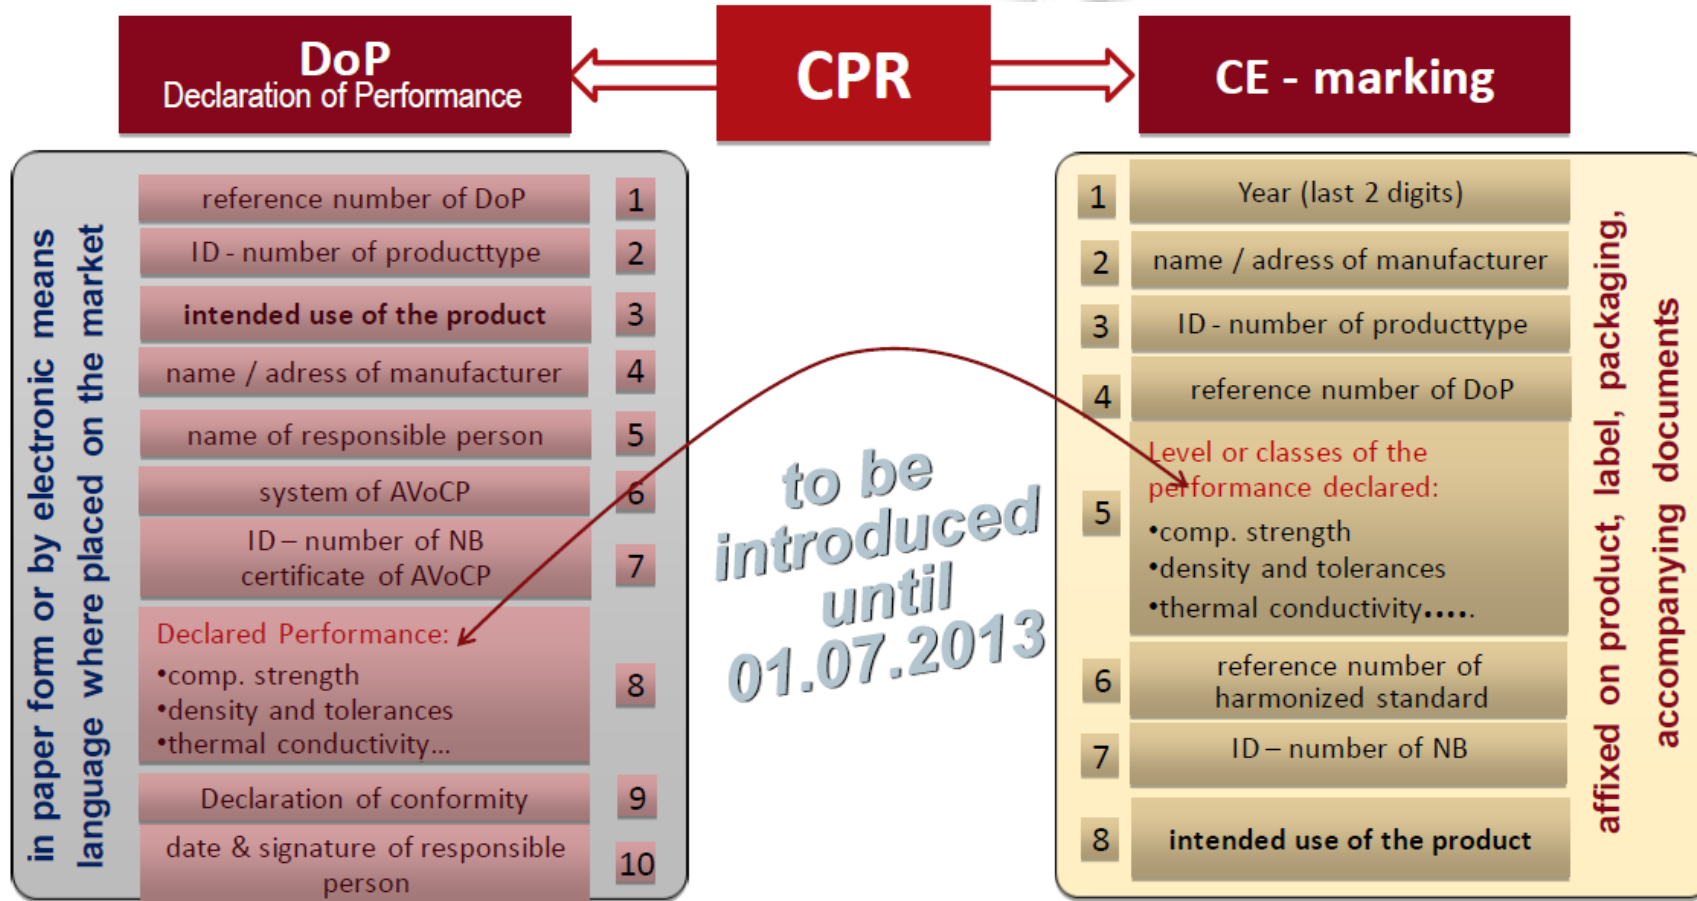 DoP
Declaration of Performance
CPR
CE - marking
in paper form or by electronic means
language where placed on the market
reference number of DoP
1
ID - number of producttype
2
intended use of the product
3
name / adress of manufacturer
4
name of responsible person
5
system of AVoCP
6
ID – number of NB
certificate of AVoCP
7
Declared Performance:
•comp. strength
•density and tolerances
•thermal conductivity...
8
Declaration of conformity
9
date & signature of responsible
person
10
to be
introduced
until
01.07.2013
1
Year (last 2 digits)
2
name / adress of manufacturer
3
ID - number of producttype
4
reference number of DoP
Level or classes of the
performance declared:
5
•comp. strength
•density and tolerances
•thermal conductivity.....
6
reference number of
harmonized standard
7
ID – number of NB
8
intended use of the product
affixed on product, label, packaging,
accompanying documents